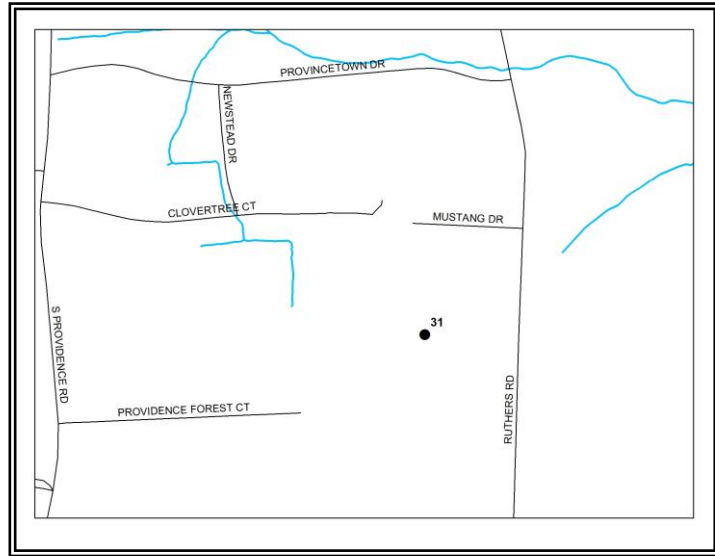 PROVINCETOWN DR
NEWSTEAD DR
CLOVERTREE CT
MUSTANG DR
31
S PROVIDENCE RD
RUTHERS RD
PROVIDENCE FOREST CT